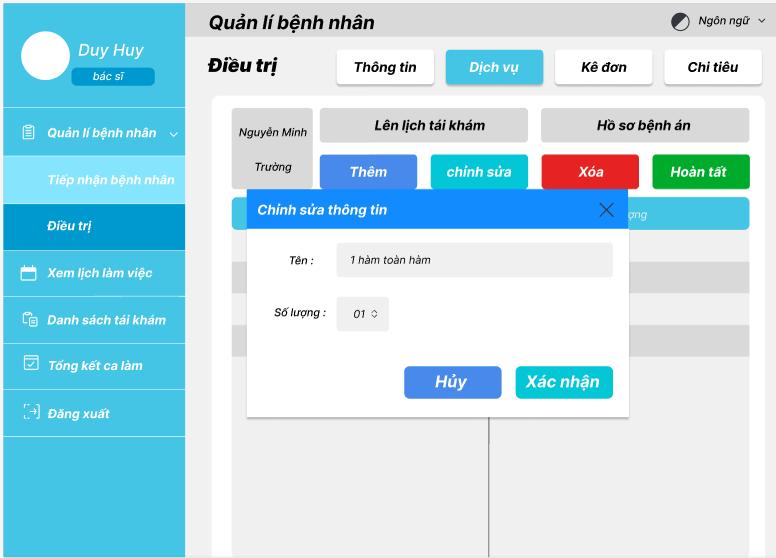 Duy Huy
bác sĩ
Quản lí bệnh nhân
Tiếp nhận bệnh nhân
Điều trị
Xem lịch làm việc
Danh sách tái khám
Tổng kết ca làm
Đăng xuất
Quản lí bệnh nhân
Ngôn ngữ
Điều trị
Thông tin
Dịch vụ
Kê đơn
Chi tiêu
Nguyễn Minh
Trường
Lên lịch tái khám
Hồ sơ bệnh án
Thêm
chỉnh sửa
Xóa
Hoàn tất
Chỉnh sửa thông tin
Tên :
1 hàm toàn hàm
Số lượng :
01
Hủy
Xác nhận